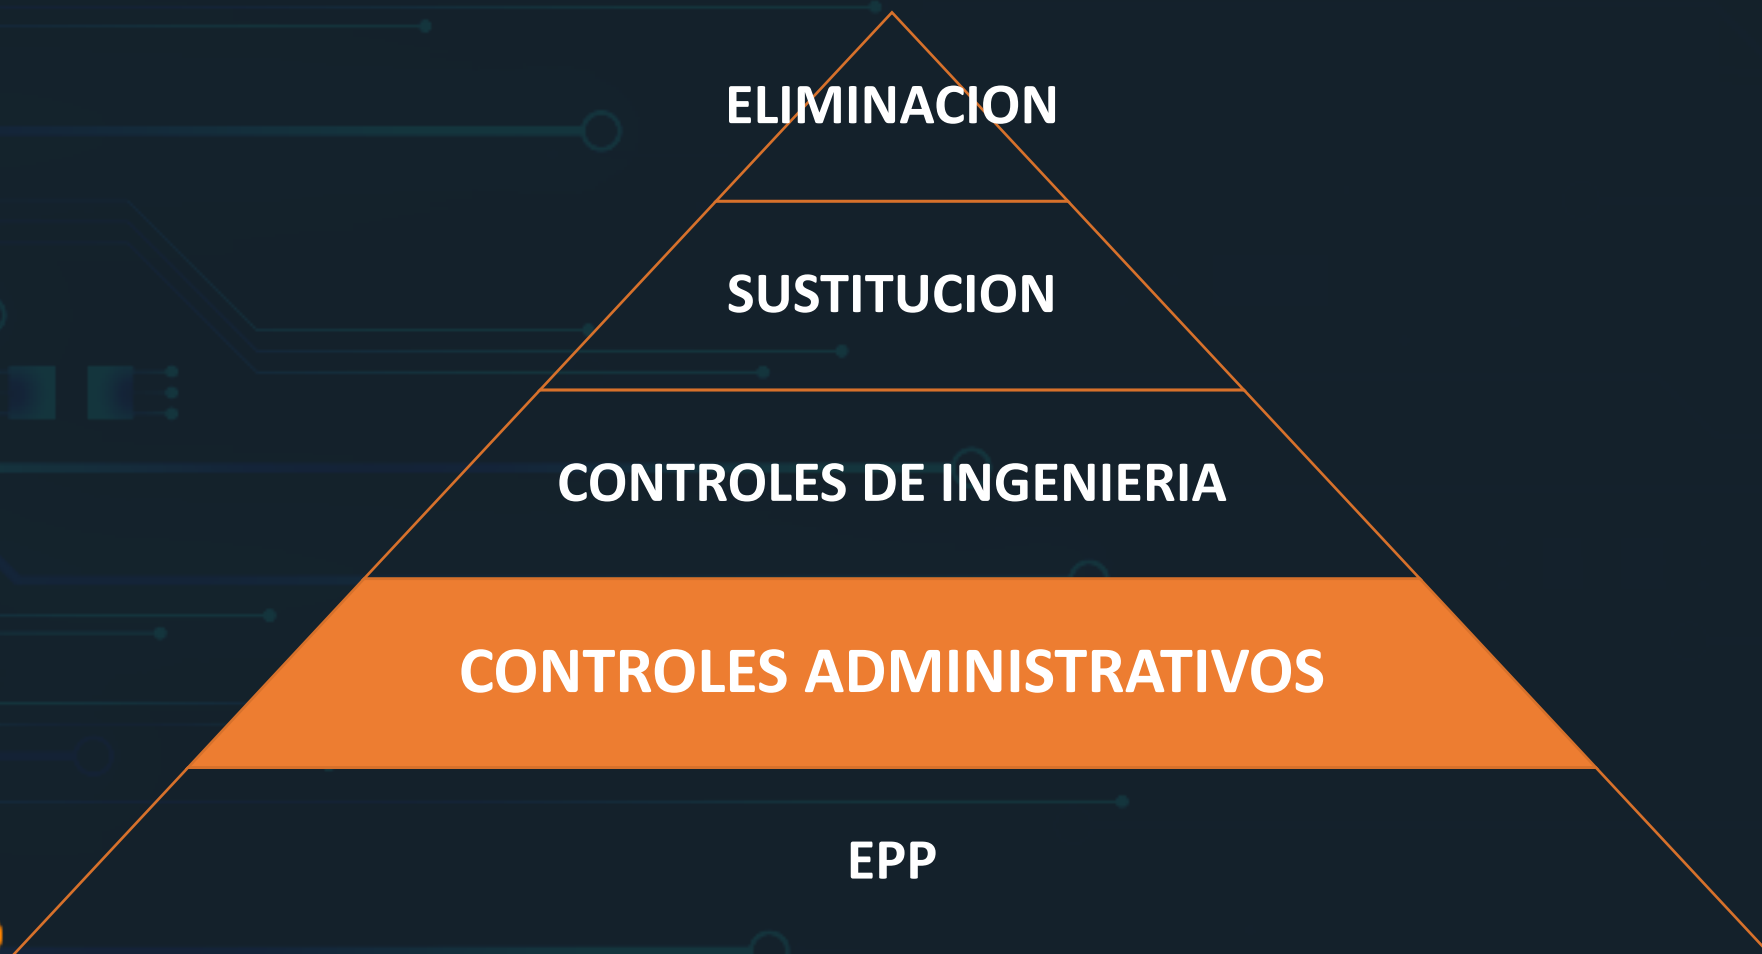 ELIMINACION
SUSTITUCION
CONTROLES DE INGENIERIA
CONTROLES ADMINISTRATIVOS
EPP